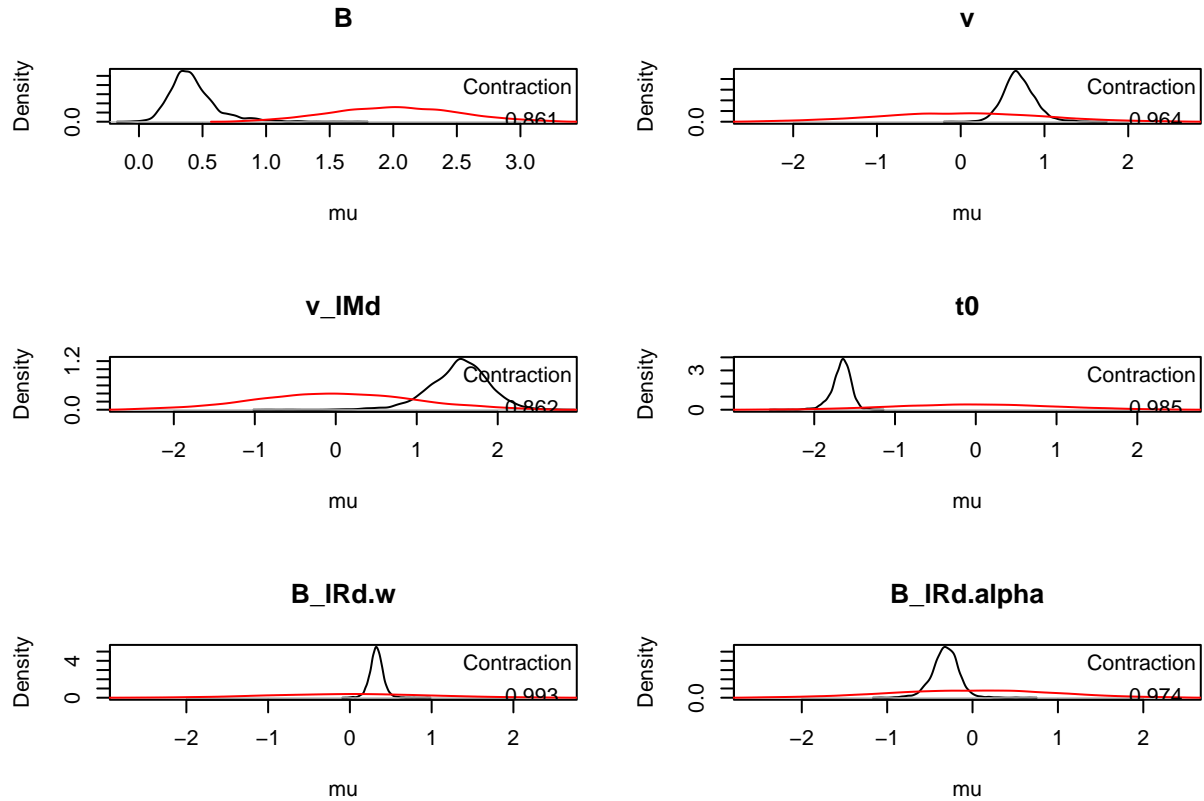 B
Density
0.0
Contraction
0.861
0.0 0.5 1.0 1.5 2.0 2.5 3.0
mu
v
Density
0.0
Contraction
0.964
−2 −1 0 1 2
mu
v_lMd
Density
0.0 1.2
Contraction
0.862
−2 −1 0 1 2
mu
t0
Density
0 3
Contraction
0.985
−2 −1 0 1 2
mu
B_lRd.w
Density
0 4
Contraction
0.993
−2 −1 0 1 2
mu
B_lRd.alpha
Density
0.0
Contraction
0.974
−2 −1 0 1 2
mu